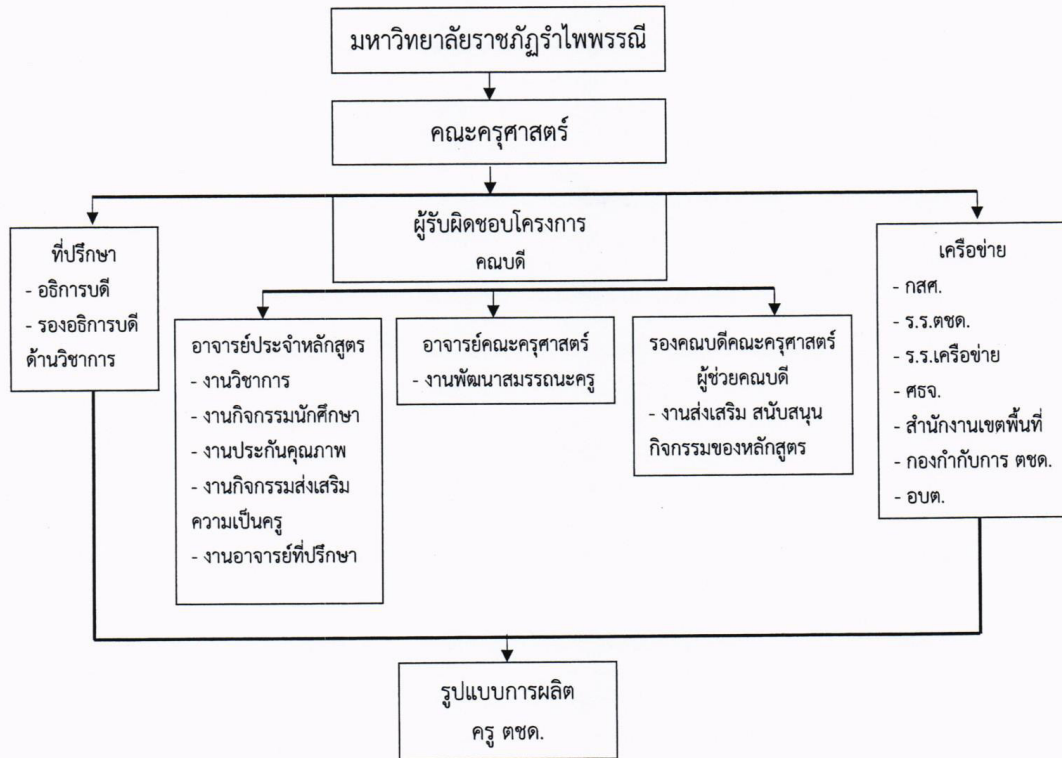 มหาวิทยาลัยราชภัฏรำไพพรรณี
คณะครุศาสตร์
ผู้รับผิดชอบโครงการ
คณบดี
ที่ปรึกษา
- อธิการบดี
- รองอธิการบดี
ด้านวิชาการ
อาจารย์ประจำหลักสูตร
- งานวิชาการ
- งานกิจกรรมนักศึกษา
- งานประกันคุณภาพ
- งานกิจกรรมส่งเสริม
ความเป็นครู
- งานอาจารย์ที่ปรึกษา
อาจารย์คณะครุศาสตร์
- งานพัฒนาสมรรถนะครู
รองคณบดีคณะครุศาสตร์
ผู้ช่วยคณบดี
- งานส่งเสริม สนับสนุน
กิจกรรมของหลักสูตร
เครือข่าย
- กสศ.
- ร.ร.ตชด.
- ร.ร.เครือข่าย
- ศธจ.
- สำนักงานเขตพื้นที่
- กองกำกับการ ตชด.
- อบต.
รูปแบบการผลิต
ครู ตชด.